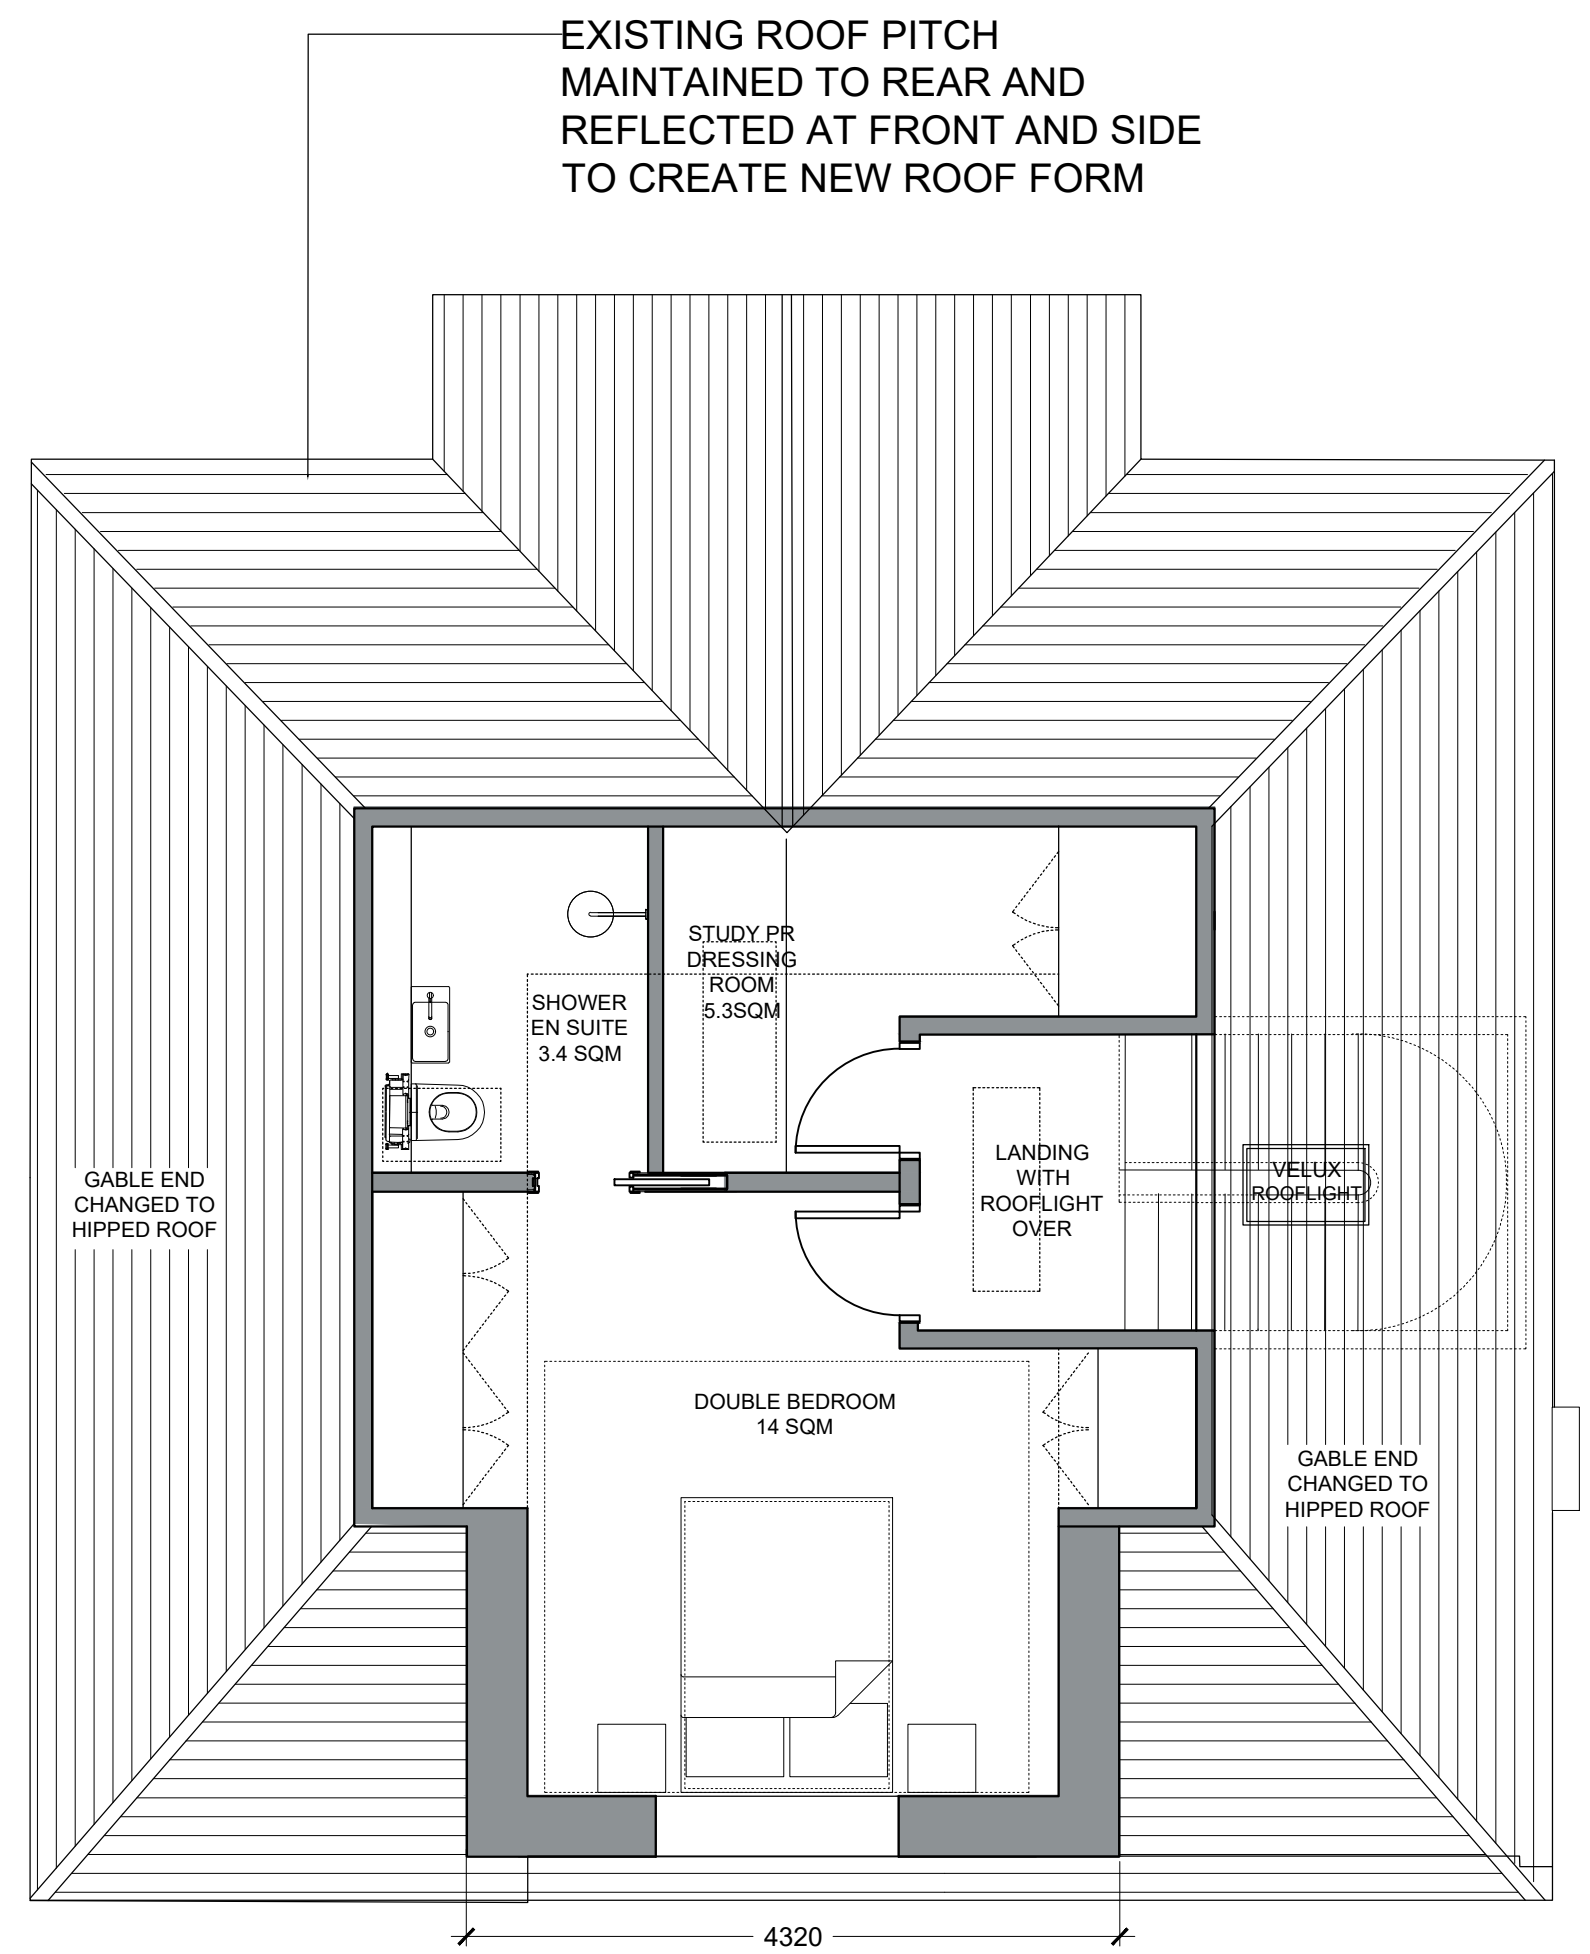 EXISTING ROOF PITCH
MAINTAINED TO REAR AND
REFLECTED AT FRONT AND SIDE
TO CREATE NEW ROOF FORM
STUDY PR
DRESSING
ROOM
5.3SQM
SHOWER
EN SUITE
3.4 SQM
LANDING
WITH
ROOFLIGHT
OVER
VELUX
ROOFLIGHT
GABLE END
CHANGED TO
HIPPED ROOF
DOUBLE BEDROOM
14 SQM
GABLE END
CHANGED TO
HIPPED ROOF
4320